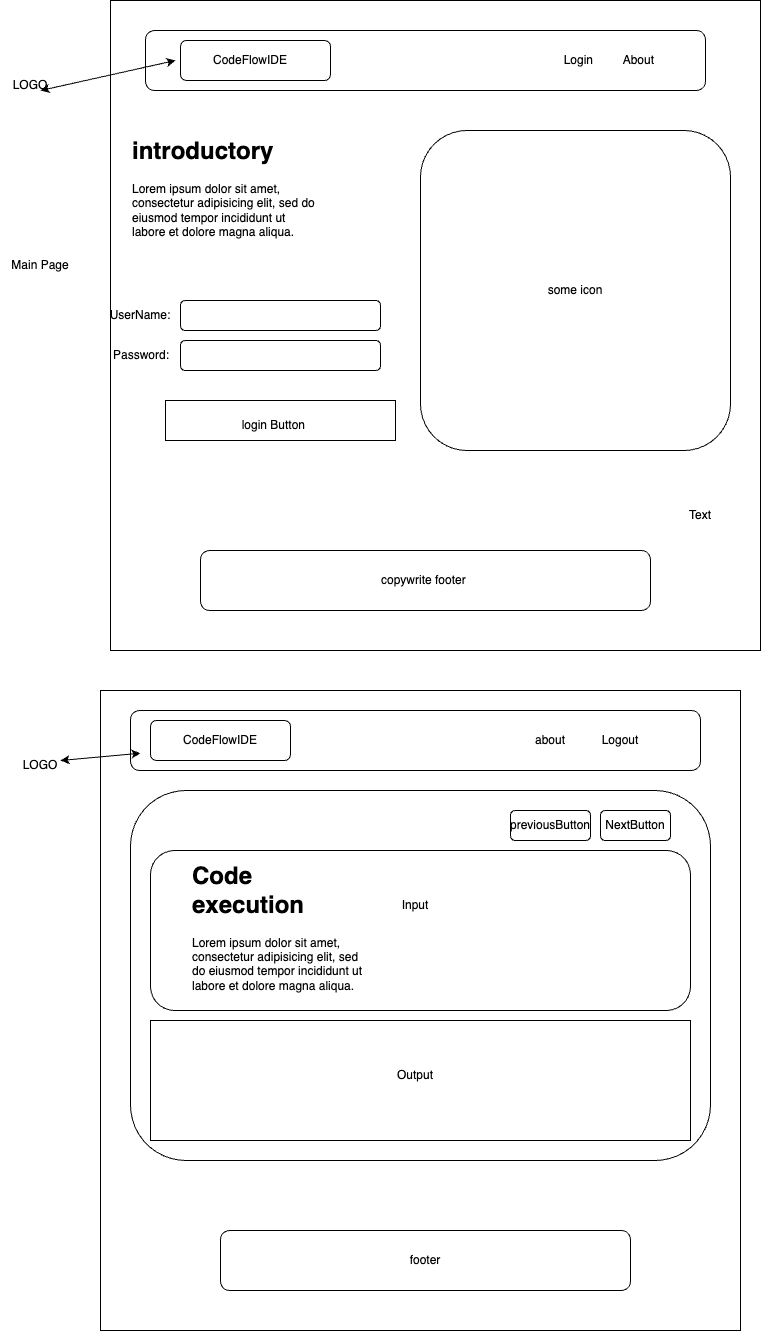 CodeFlowIDE
Login
About
LOGO
introductory
Lorem ipsum dolor sit amet,
consectetur adipisicing elit, sed do
eiusmod tempor incididunt ut
labore et dolore magna aliqua.
Main Page
some icon
UserName:
Password:
login Button
Text
copywrite footer
CodeFlowIDE
about
Logout
LOGO
previousButton
NextButton
Code
execution
Input
Lorem ipsum dolor sit amet,
consectetur adipisicing elit, sed
do eiusmod tempor incididunt ut
labore et dolore magna aliqua.
Output
footer